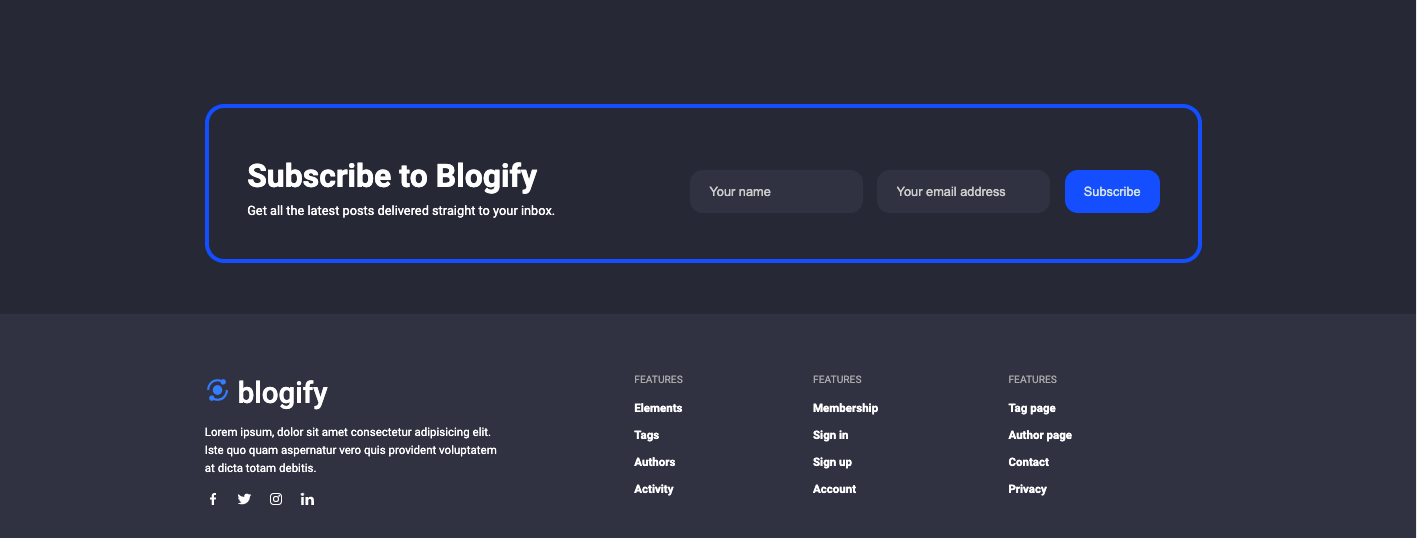 Subscribe to Blogify
Get all the latest posts delivered straight to your inbox.
Your name
Your email address
Subscribe
blogify
Lorem ipsum, dolor sit amet consectetur adipisicing elit.
Iste quo quam aspernatur vero quis provident voluptatem
at dicta totam debitis.
FEATURES
Elements
Tags
Authors
Activity
FEATURES
Membership
Sign in
Sign up
Account
FEATURES
Tag page
Author page
Contact
Privacy